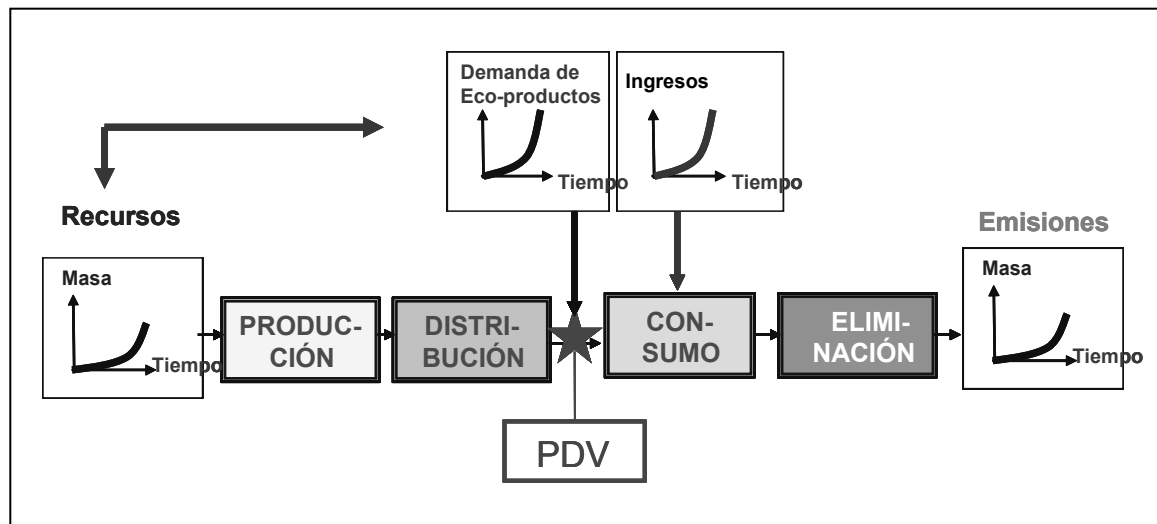 Demanda de
Eco-productos
Tiempo
Ingresos
Tiempo
Recursos
Masa
Tiempo
PRODUC-
CIÓN
DISTRI-
BUCIÓN
CON-
SUMO
ELIMI-
NACIÓN
Emisiones
Masa
Tiempo
PDV